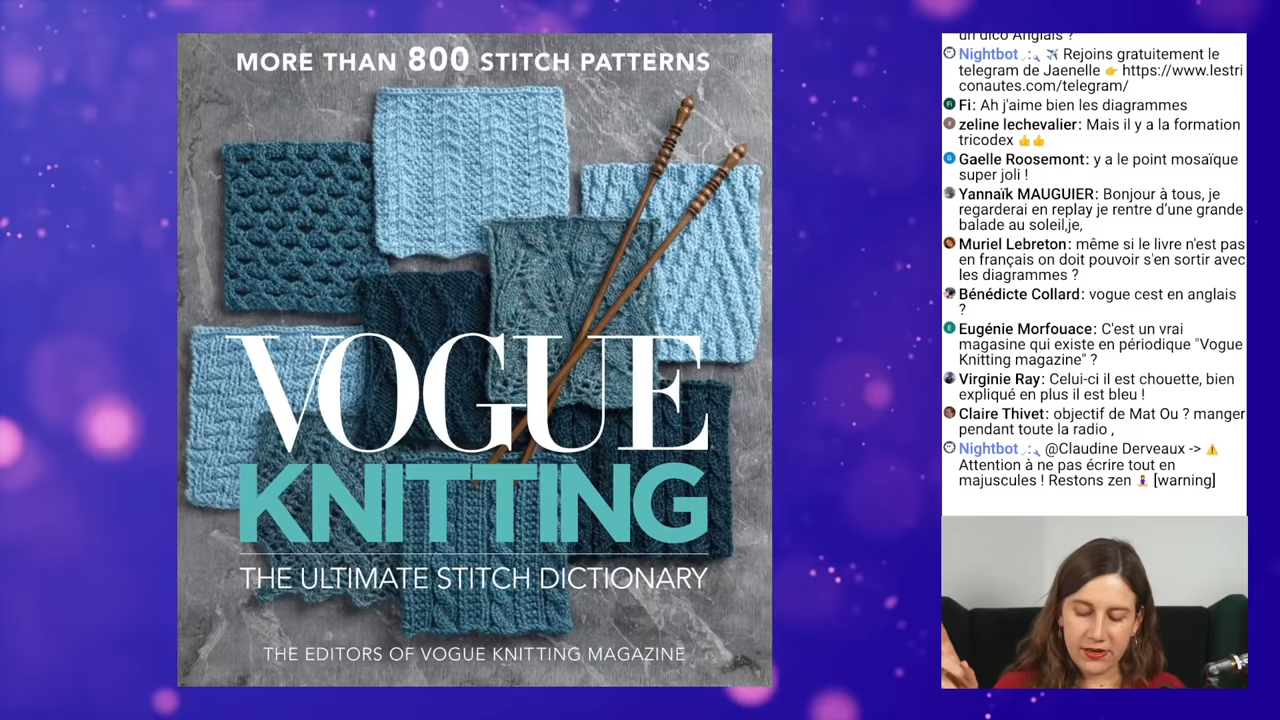 MORE THAN 800 STITCH PATTERNS
VOGUE
KNITTING
THE ULTIMATE STITCH DICTIONARY
THE EDITORS OF VOGUE KNITTING MAGAZINE
un dico Anglais ?
Nightbot ✈️ Rejoins gratuitement le
telegram de Jaenelle 👉 https://www.lestri
conautes.com/telegram/
Fi: Ah j'aime bien les diagrammes
zeline lechevalier: Mais il y a la formation
tricodex 👍👍
Gaelle Roosemont: y a le point mosaïque
super joli !
Yannaïk MAUGUIER: Bonjour à tous, je
regarderai en replay je rentre d’une grande
balade au soleil,je,
Muriel Lebreton: même si le livre n'est pas
en français on doit pouvoir s'en sortir avec
les diagrammes ?
Bénédicte Collard: vogue cest en anglais
?
Eugénie Morfouace: C'est un vrai
magasine qui existe en périodique "Vogue
Knitting magazine" ?
Virginie Ray: Celui-ci il est chouette, bien
expliqué en plus il est bleu !
Claire Thivet: objectif de Mat Ou ? manger
pendant toute la radio ,
Nightbot @Claudine Derveaux -> ⚠️
Attention à ne pas écrire tout en
majuscules ! Restons zen 🧘‍♀️ [warning]